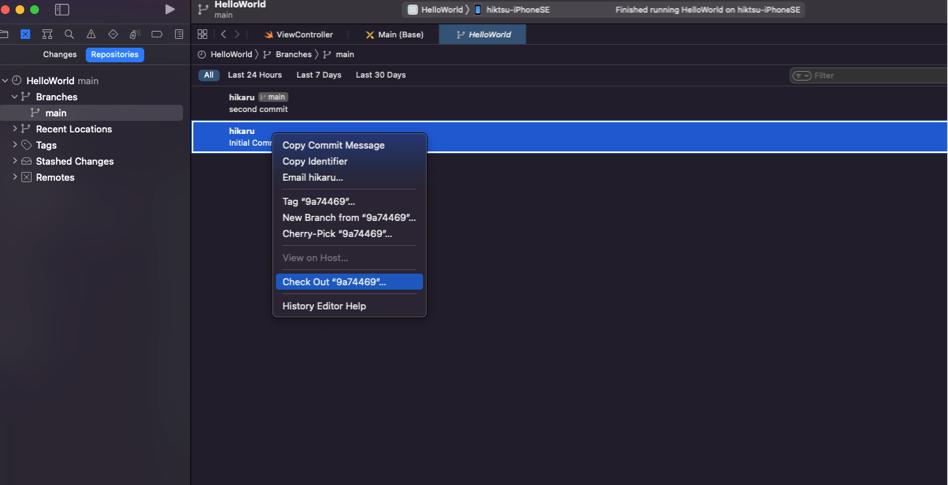 HelloWorld
main
HelloWorld 〉 hiktsu-iPhoneSE
Finished running HelloWorld on hiktsu-iPhoneSE
ViewController
Main (Base)
HelloWorld
Changes
Repositories
HelloWorld 〉 Branches 〉 main
All
Last 24 Hours
Last 7 Days
Last 30 Days
Filter
HelloWorld main
Branches
main
Recent Locations
Tags
Stashed Changes
Remotes
hikaru main
second commit
hikaru
Initial Com
Copy Commit Message
Copy Identifier
Email hikaru...
Tag “9a74469”...
New Branch from “9a74469”...
Cherry-Pick “9a74469”...
View on Host...
Check Out “9a74469”...
History Editor Help